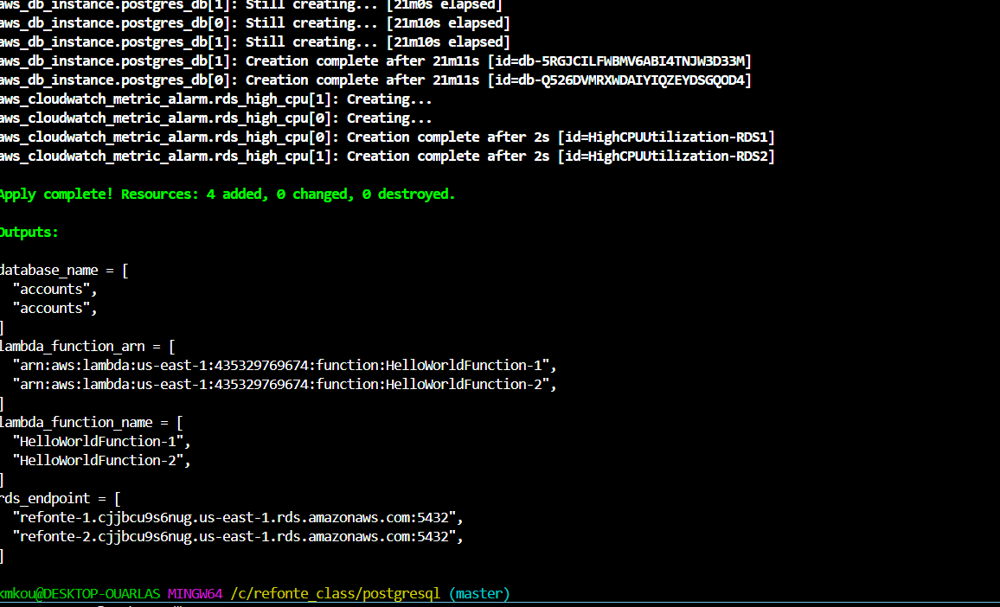 aws_db_instance.postgres_db[1]: Still creating... [21m0s elapsed]
aws_db_instance.postgres_db[0]: Still creating... [21m10s elapsed]
aws_db_instance.postgres_db[1]: Still creating... [21m10s elapsed]
aws_db_instance.postgres_db[1]: Creation complete after 21m11s [id=db-5RGJCILFWBMV6ABI4TNJW3D33M]
aws_db_instance.postgres_db[0]: Creation complete after 21m11s [id=db-Q526DVMRXWDAIYIQZEYDSGQOD4]
aws_cloudwatch_metric_alarm.rds_high_cpu[1]: Creating...
aws_cloudwatch_metric_alarm.rds_high_cpu[0]: Creating...
aws_cloudwatch_metric_alarm.rds_high_cpu[0]: Creation complete after 2s [id=HighCPUUtilization-RDS1]
aws_cloudwatch_metric_alarm.rds_high_cpu[1]: Creation complete after 2s [id=HighCPUUtilization-RDS2]
Apply complete! Resources: 4 added, 0 changed, 0 destroyed.
Outputs:
database_name = [
"accounts",
"accounts",
]
lambda_function_arn = [
"arn:aws:lambda:us-east-1:435329769674:function:HelloWorldFunction-1",
"arn:aws:lambda:us-east-1:435329769674:function:HelloWorldFunction-2",
]
lambda_function_name = [
"HelloWorldFunction-1",
"HelloWorldFunction-2",
]
rds_endpoint = [
"refonte-1.cjjbcu9s6nug.us-east-1.rds.amazonaws.com:5432",
"refonte-2.cjjbcu9s6nug.us-east-1.rds.amazonaws.com:5432",
]
kmkou@DESKTOP-OUARLAS MINGW64 /c/refonte_class/postgresql (master)